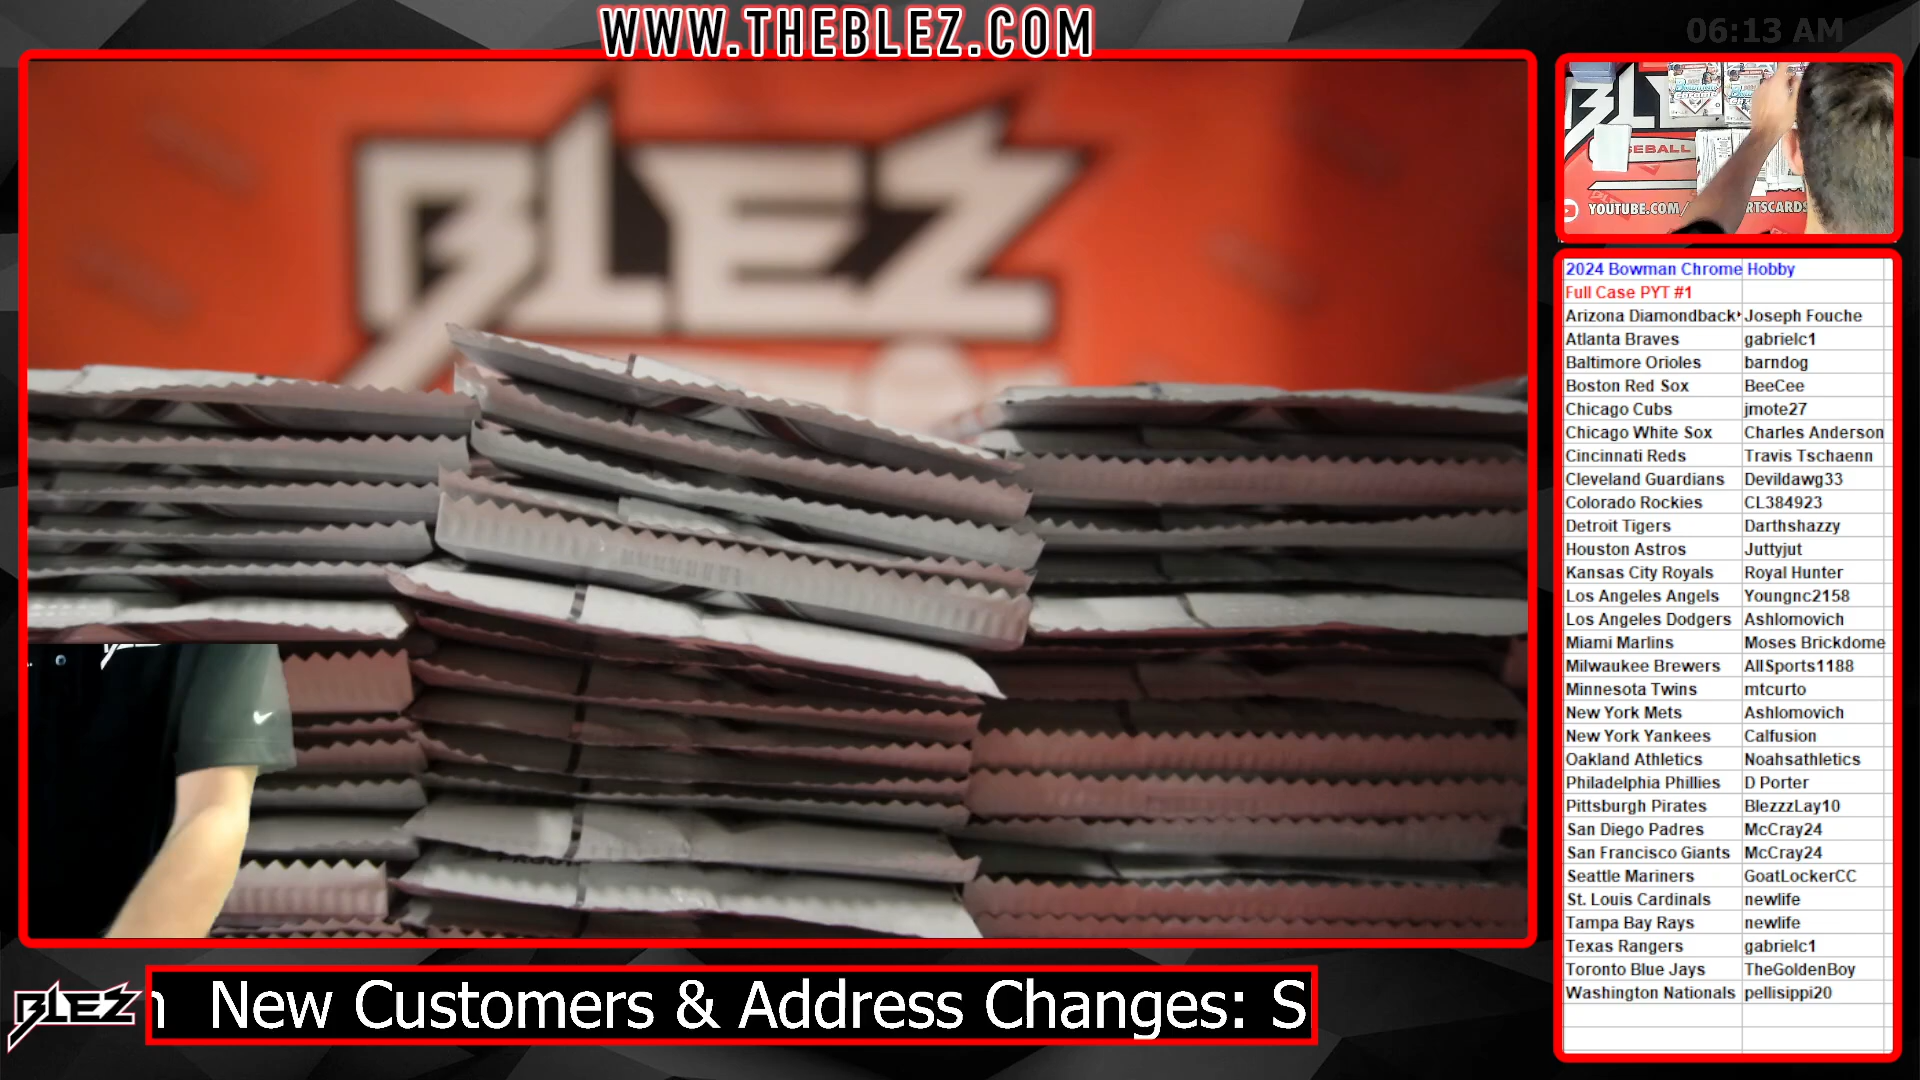 WWW.THEBLEZ.COM
06:13 AM
BLEZ
BL
SEBALL
YOUTUBE.COM/
RTSCARDS
2024 Bowman Chrome Hobby
Full Case PYT #1
Arizona Diamondback Joseph Fouche
Atlanta Braves gabrielc1
Baltimore Orioles barndog
Boston Red Sox BeeCee
Chicago Cubs jmote27
Chicago White Sox Charles Anderson
Cincinnati Reds Travis Tschaenn
Cleveland Guardians Devildawg33
Colorado Rockies CL384923
Detroit Tigers Darthshazzy
Houston Astros Juttyjut
Kansas City Royals Royal Hunter
Los Angeles Angels Youngnc2158
Los Angeles Dodgers Ashlomovich
Miami Marlins Moses Brickdome
Milwaukee Brewers AllSports1188
Minnesota Twins mtcurto
New York Mets Ashlomovich
New York Yankees Calfusion
Oakland Athletics Noahsathletics
Philadelphia Phillies D Porter
Pittsburgh Pirates BlezzzLay10
San Diego Padres McCray24
San Francisco Giants McCray24
Seattle Mariners GoatLockerCC
St. Louis Cardinals newlife
Tampa Bay Rays newlife
Texas Rangers gabrielc1
Toronto Blue Jays TheGoldenBoy
Washington Nationals pellisippi20
BLEZ
New Customers & Address Changes: S